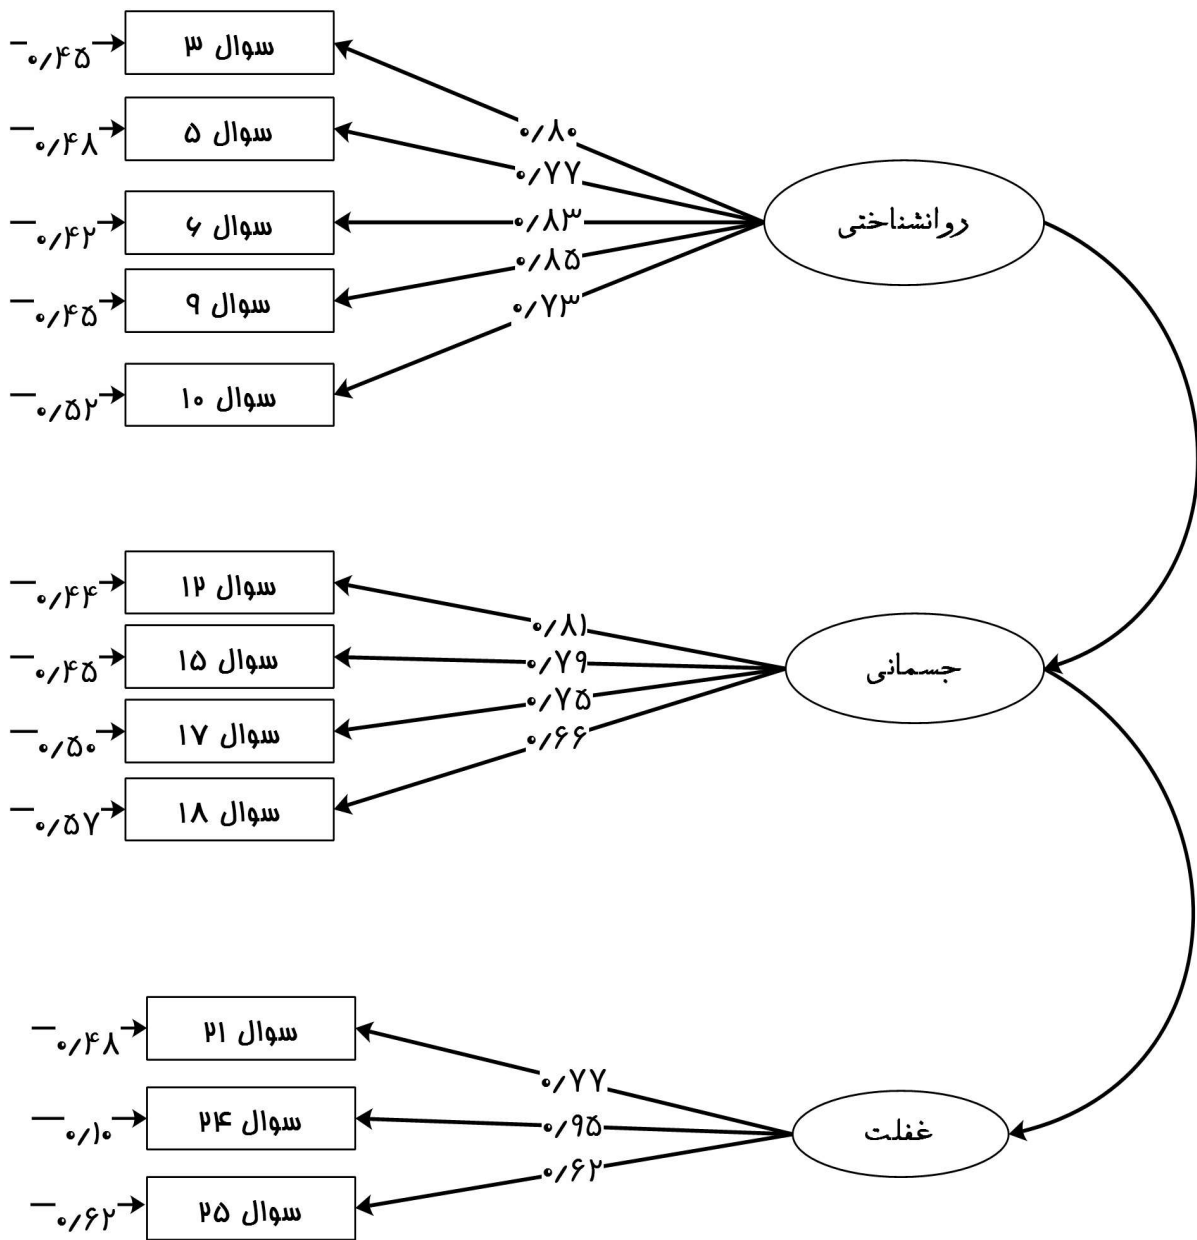 سوال ۳
۰/۴۵
۰/۸۰
سوال ۵
۰/۴۸
۰/۷۷
روانشناختی
سوال ۶
۰/۴۲
۰/۸۳
سوال ۹
۰/۴۵
۰/۸۵
سوال ۱۰
۰/۵۲
۰/۷۳
سوال ۱۲
۰/۴۴
۰/۸۱
سوال ۱۵
۰/۴۵
۰/۷۹
جسمانی
سوال ۱۷
۰/۵۰
۰/۷۵
سوال ۱۸
۰/۵۷
۰/۶۶
سوال ۲۱
۰/۴۸
۰/۷۷
سوال ۲۴
۰/۱۰
۰/۹۵
غفلت
سوال ۲۵
۰/۶۲
۰/۶۲